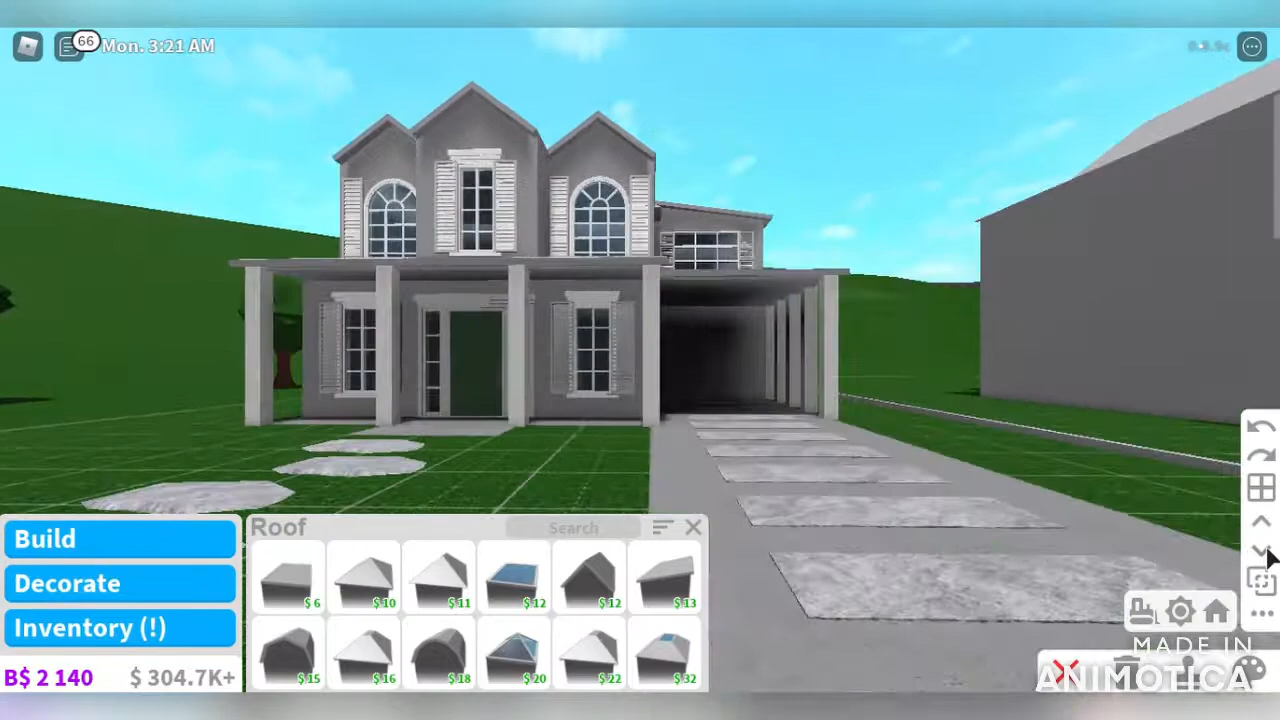 66
Mon. 3:21 AM
Build
Decorate
Inventory (!)
B$ 2 140
$ 304.7K+
Roof
Search
$ 6
$ 10
$ 11
$ 12
$ 12
$ 13
$ 15
$ 16
$ 18
$ 20
$ 22
$ 32
MADE IN
ANIMOTICA